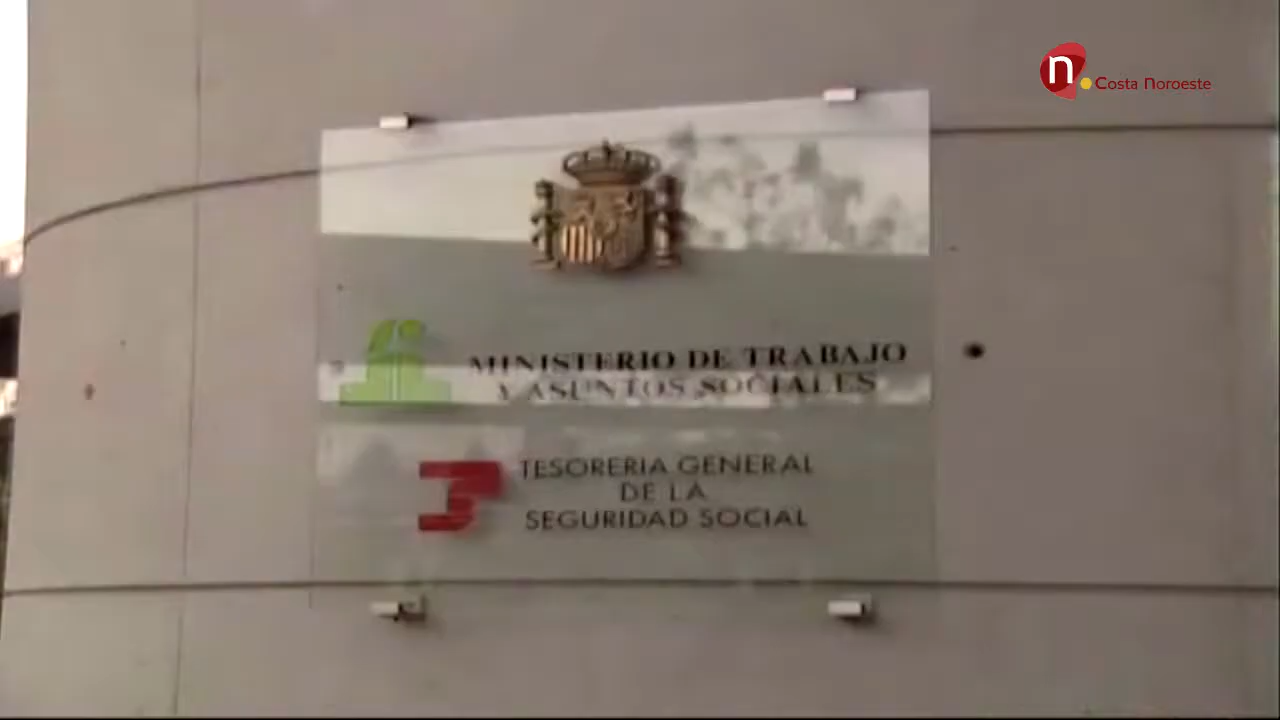 n
Costa Noroeste
MINISTERIO DE TRABAJO
Y ASUNTOS SOCIALES
TESORERIA GENERAL
DE LA
SEGURIDAD SOCIAL